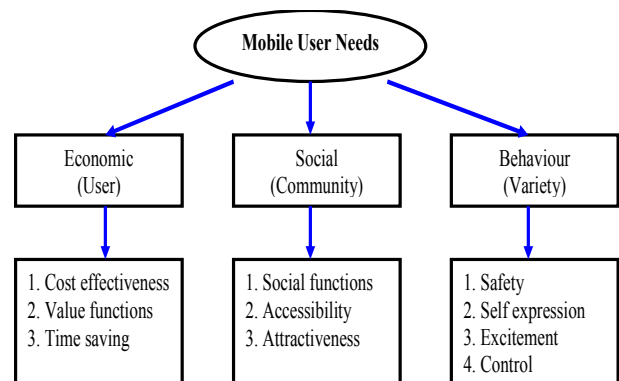 Mobile User Needs
Economic
(User)
Social
(Community)
Behaviour
(Variety)
1. Cost effectiveness
2. Value functions
3. Time saving
1. Social functions
2. Accessibility
3. Attractiveness
1. Safety
2. Self expression
3. Excitement
4. Control